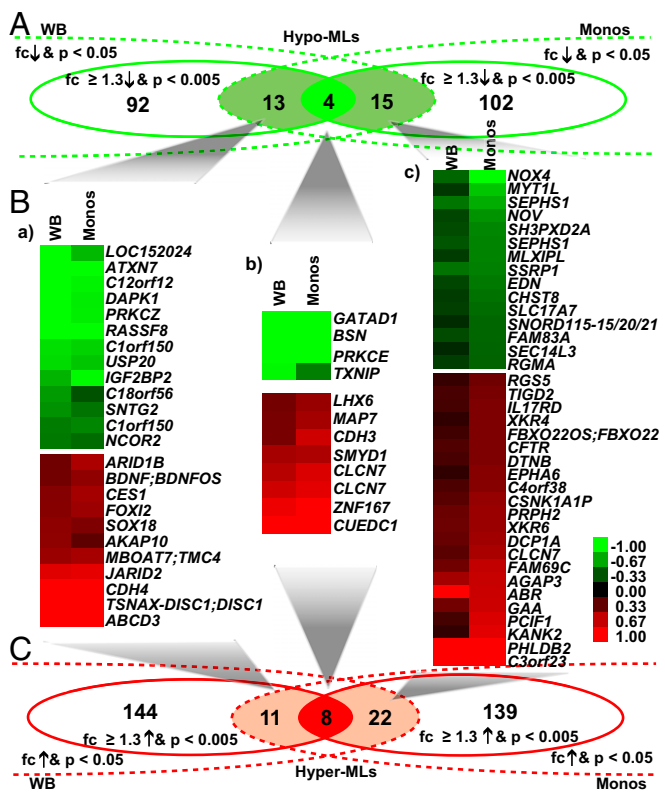 A
WB
Hypo-MLs
Monos
fc↓& p < 0.05
fc ↓ & p < 0.05
fc ≥ 1.3↓& p < 0.005
fc ≥ 1.3↓& p < 0.005
92
13
4
15
102
B
a)
WB
Monos
LOC152024
ATXN7
C12orf12
DAPK1
PRKCZ
RASSF8
C1orf150
USP20
IGF2BP2
C18orf56
SNTG2
C1orf150
NCOR2
ARID1B
BDNF;BDNFOS
CES1
FOXI2
SOX18
AKAP10
MBOAT7;TMC4
JARID2
CDH4
TSNAX-DISC1;DISC1
ABCD3
b)
WB
Monos
GATAD1
BSN
PRKCE
TXNIP
LHX6
MAP7
CDH3
SMYD1
CLCN7
CLCN7
ZNF167
CUEDC1
c)
WB
Monos
NOX4
MYT1L
SEPHS1
NOV
SH3PXD2A
SEPHS1
MLXIPL
SSRP1
EDN
CHST8
SLC17A7
SNORD115-15/20/21
FAM83A
SEC14L3
RGMA
RGS5
TIGD2
IL17RD
XKR4
FBXO22OS;FBXO22
CFTR
DTNB
EPHA6
C4orf38
CSNK1A1P
PRPH2
XKR6
DCP1A
CLCN7
FAM69C
AGAP3
ABR
GAA
PCIF1
KANK2
PHLDB2
C3orf23
-1.00
-0.67
-0.33
0.00
0.33
0.67
1.00
C
144
11
8
22
139
fc ≥ 1.3 ↑& p < 0.005
fc ≥ 1.3 ↑& p < 0.005
fc↑& p < 0.05
fc↑& p < 0.05
WB
Hyper-MLs
Monos